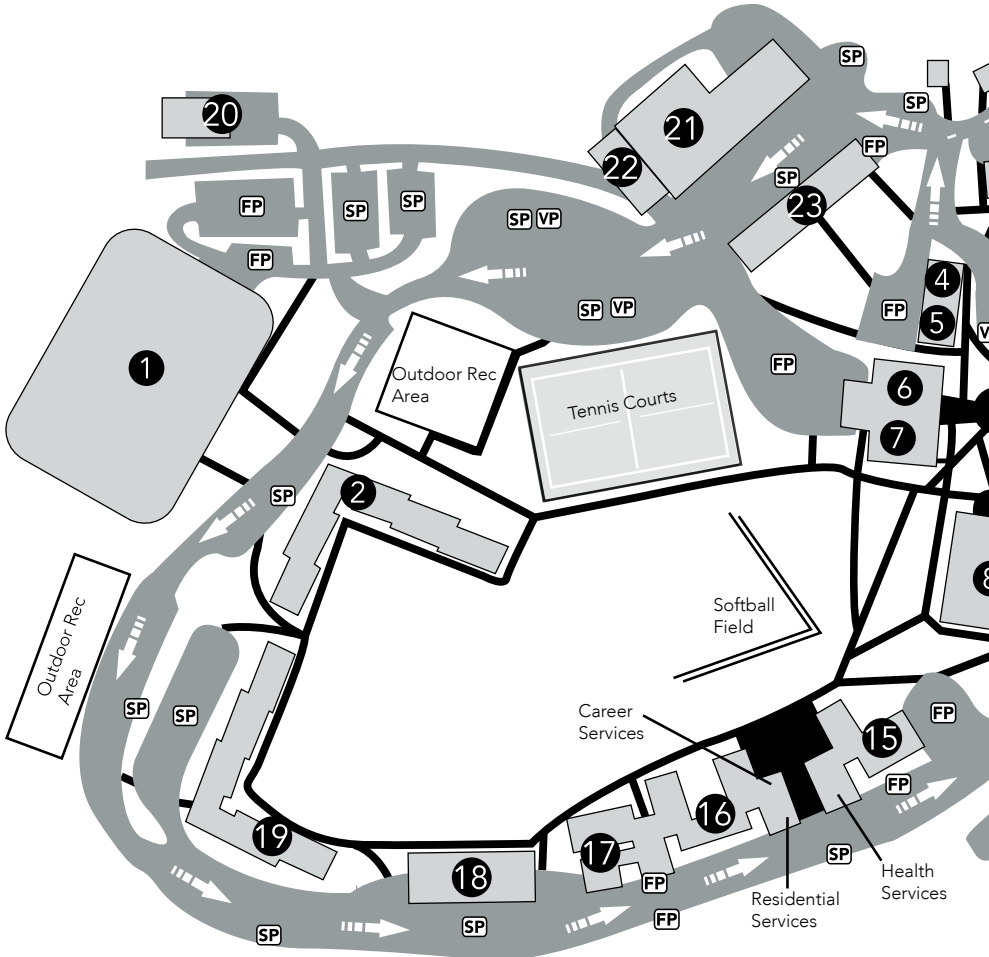 SP
SP
20
21
FP
22
SP
FP
SP
SP
23
SP VP
FP
4
SP VP
FP
5
V
1
Outdoor Rec
Area
Tennis Courts
FP
6
7
2
SP
8
Outdoor Rec
Area
Softball
Field
SP
SP
Career
Services
15
FP
FP
16
19
17
18
SP
FP
Health
Services
Residential
Services
FP
SP
SP